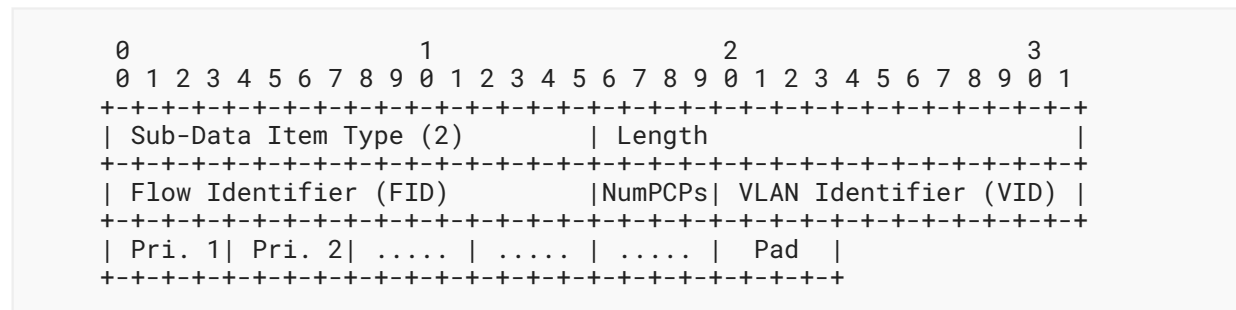 0                   1                   2                   3
 0 1 2 3 4 5 6 7 8 9 0 1 2 3 4 5 6 7 8 9 0 1 2 3 4 5 6 7 8 9 0 1
+-+-+-+-+-+-+-+-+-+-+-+-+-+-+-+-+-+-+-+-+-+-+-+-+-+-+-+-+-+-+-+-+
| Sub-Data Item Type (2)        | Length                        |
+-+-+-+-+-+-+-+-+-+-+-+-+-+-+-+-+-+-+-+-+-+-+-+-+-+-+-+-+-+-+-+-+
| Flow Identifier (FID)         |NumPCPs| VLAN Identifier (VID) |
+-+-+-+-+-+-+-+-+-+-+-+-+-+-+-+-+-+-+-+-+-+-+-+-+-+-+-+-+-+-+-+-+
| Pri. 1| Pri. 2| ..... | ..... | ..... |  Pad  |
+-+-+-+-+-+-+-+-+-+-+-+-+-+-+-+-+-+-+-+-+-+-+-+-+